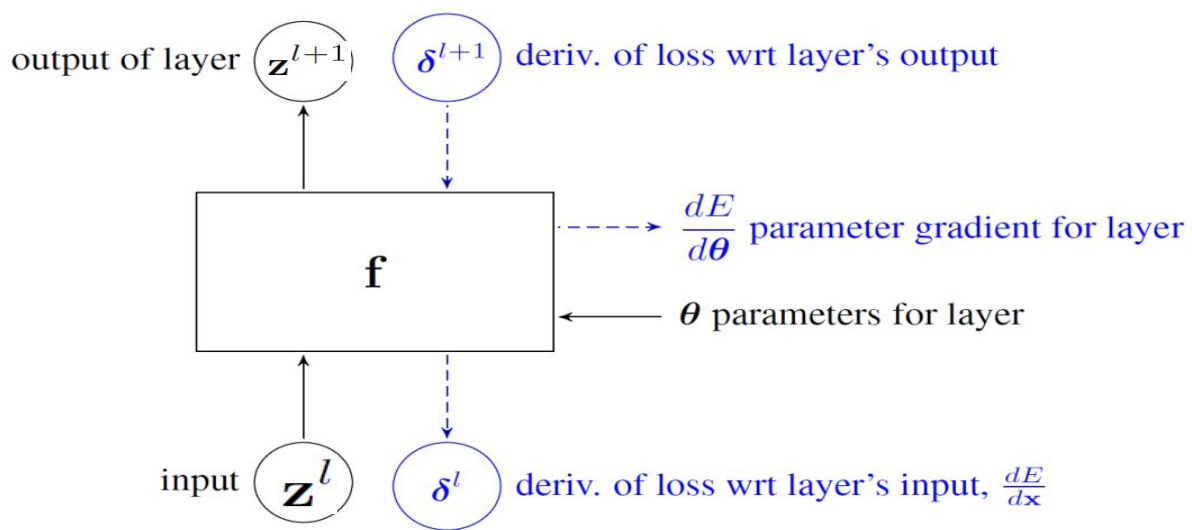 output of layer z^{l+1} δ^{l+1} deriv. of loss wrt layer's output
dE/dθ parameter gradient for layer
f
θ parameters for layer
input z^l δ^l deriv. of loss wrt layer's input, dE/dx